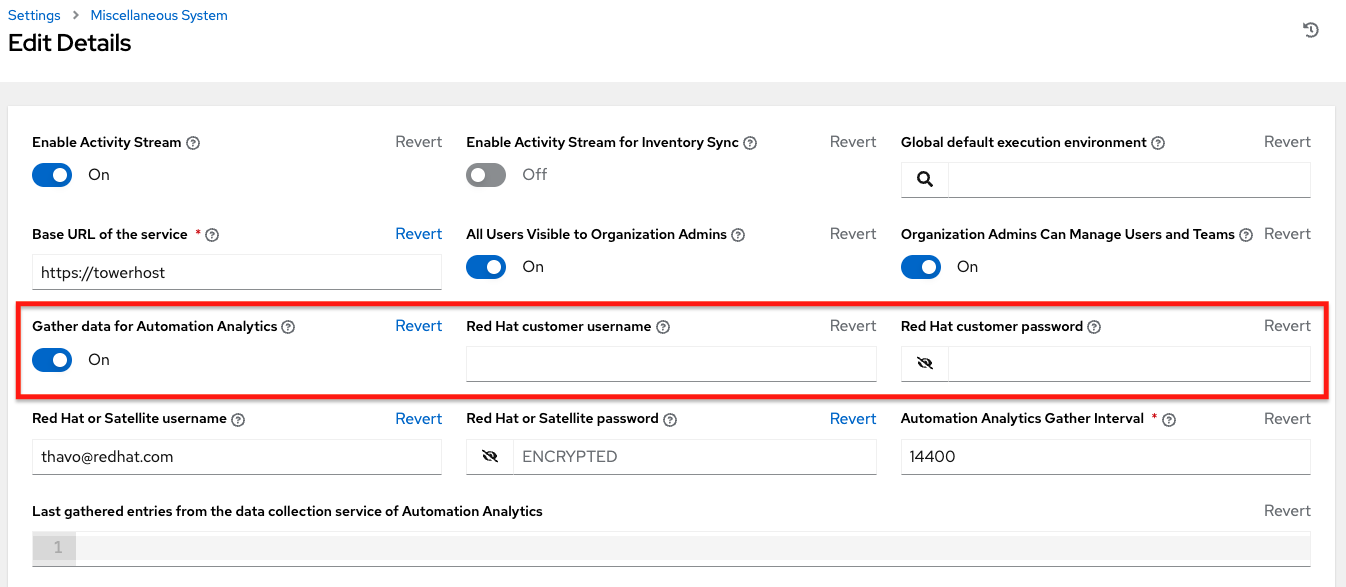 Settings > Miscellaneous System
Edit Details
Enable Activity Stream Revert Enable Activity Stream for Inventory Sync Revert Global default execution environment Revert
On Off
Base URL of the service * Revert All Users Visible to Organization Admins Revert Organization Admins Can Manage Users and Teams Revert
https://towerhost On On
Gather data for Automation Analytics Revert Red Hat customer username Revert Red Hat customer password Revert
On
Red Hat or Satellite username Revert Red Hat or Satellite password Revert Automation Analytics Gather Interval * Revert
thavo@redhat.com ENCRYPTED 14400
Last gathered entries from the data collection service of Automation Analytics Revert
1